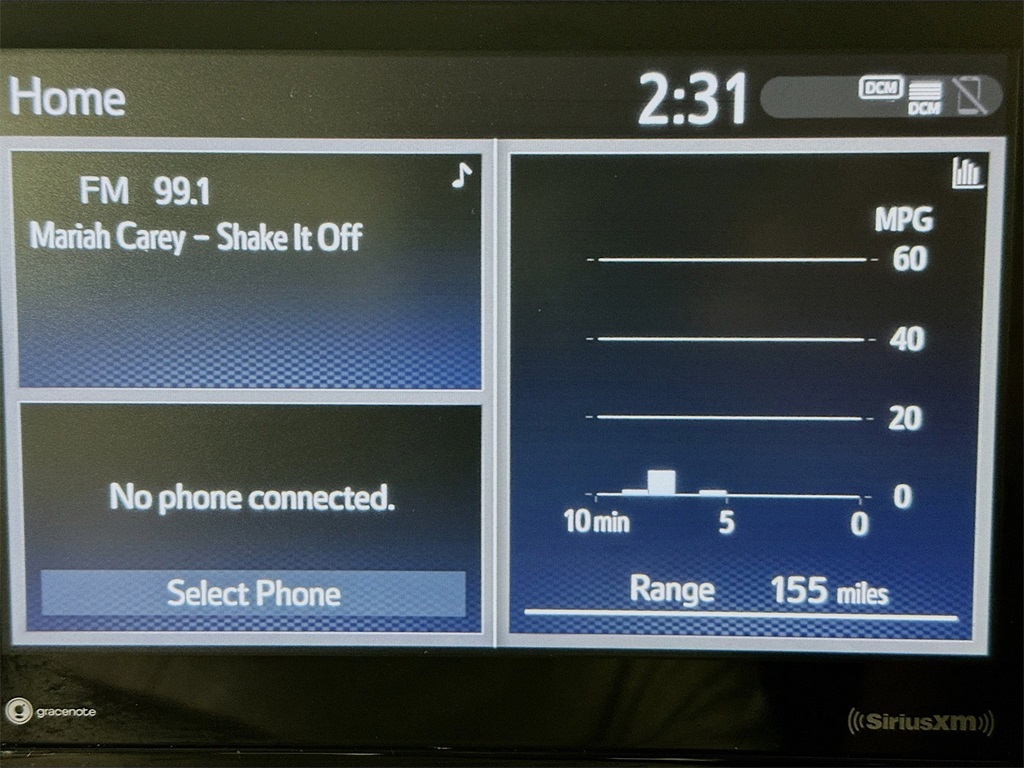 Home
2:31
DCM
DCM
FM 99.1
Mariah Carey – Shake It Off
No phone connected.
Select Phone
MPG
60
40
20
0
10 min 5 0
Range 155 miles
gracenote
SiriusXM